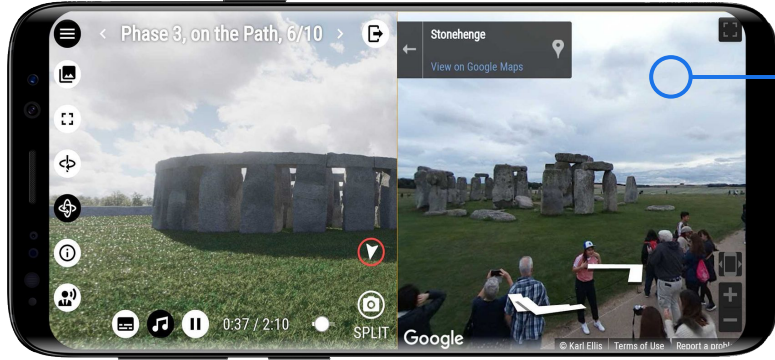 Phase 3, on the Path, 6/10
0:37 / 2:10
SPLIT
Stonehenge
View on Google Maps
Google
© Karl Ellis
Terms of Use
Report a